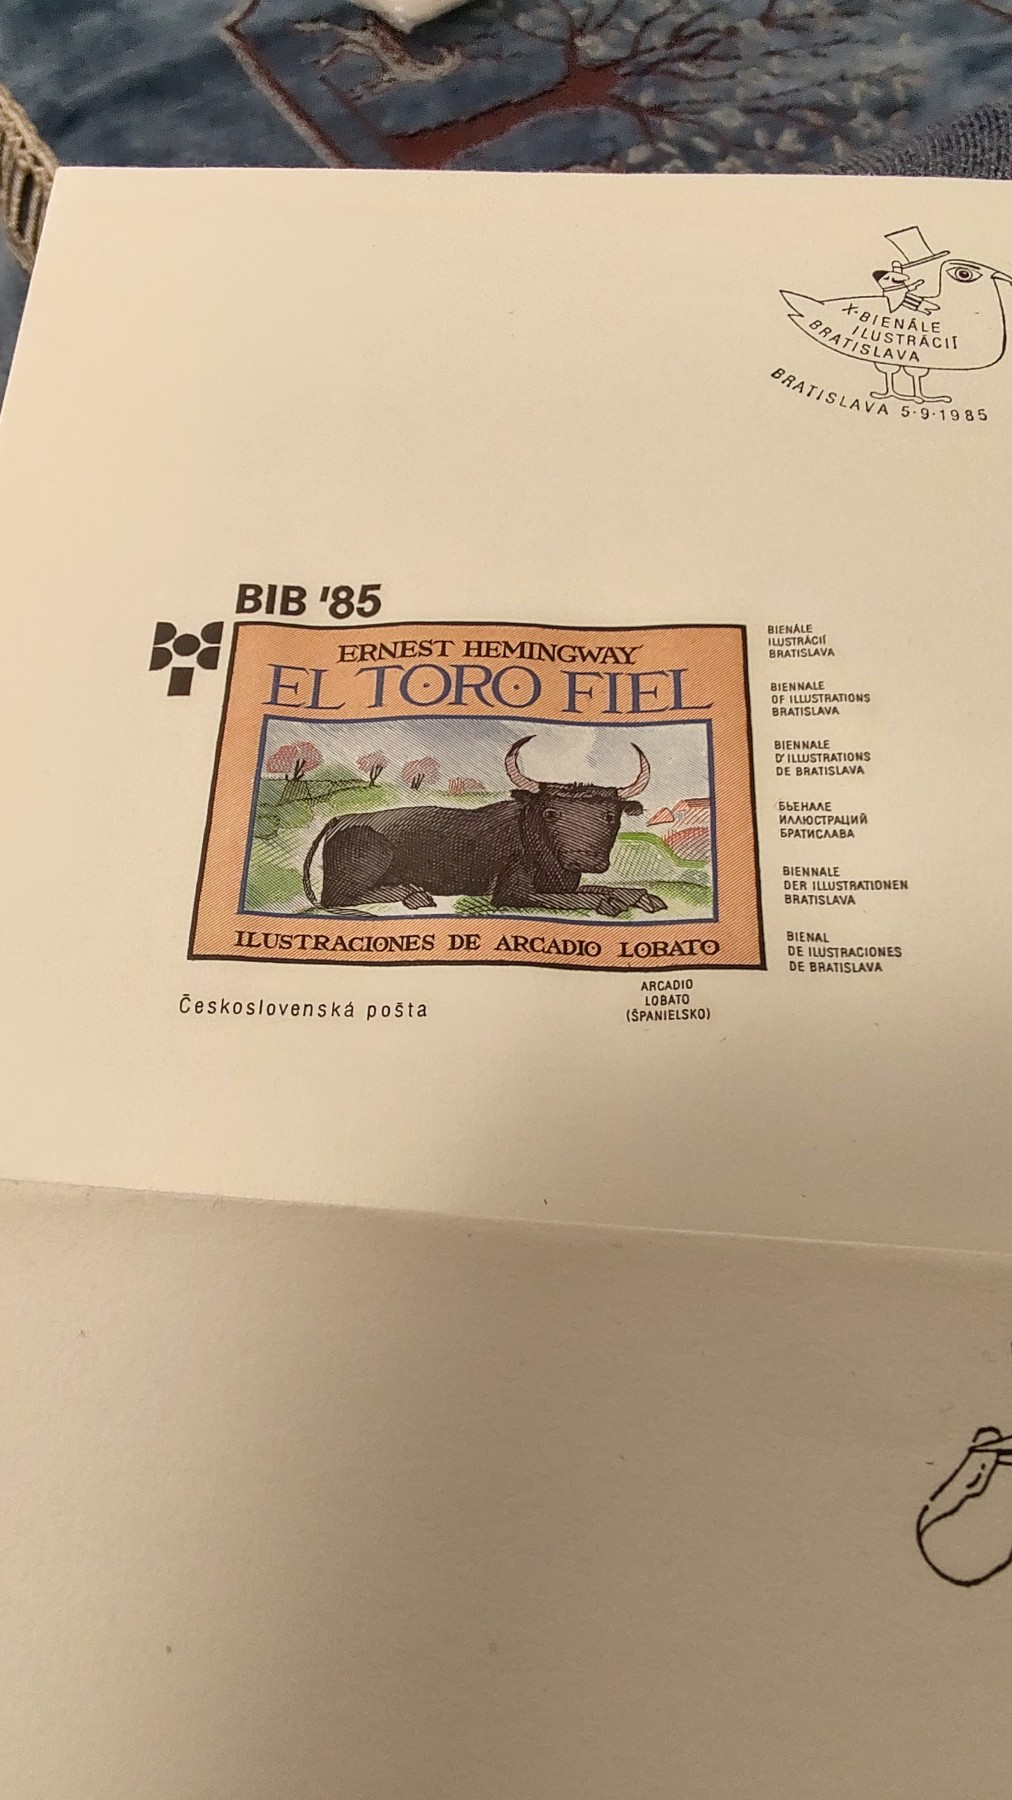 X. BIENÁLE
ILUSTRÁCIÍ
BRATISLAVA
BRATISLAVA 5·9·1985
BIB '85
ERNEST HEMINGWAY
EL TORO FIEL
ILUSTRACIONES DE ARCADIO LOBATO
BIENÁLE
ILUSTRÁCIÍ
BRATISLAVA
BIENNALE
OF ILLUSTRATIONS
BRATISLAVA
BIENNALE
D'ILLUSTRATIONS
DE BRATISLAVA
БЬЕНАЛЕ
ИЛЛЮСТРАЦИЙ
БРАТИСЛАВА
BIENNALE
DER ILLUSTRATIONEN
BRATISLAVA
BIENAL
DE ILUSTRACIONES
DE BRATISLAVA
Československá pošta
ARCADIO
LOBATO
(ŠPANIELSKO)